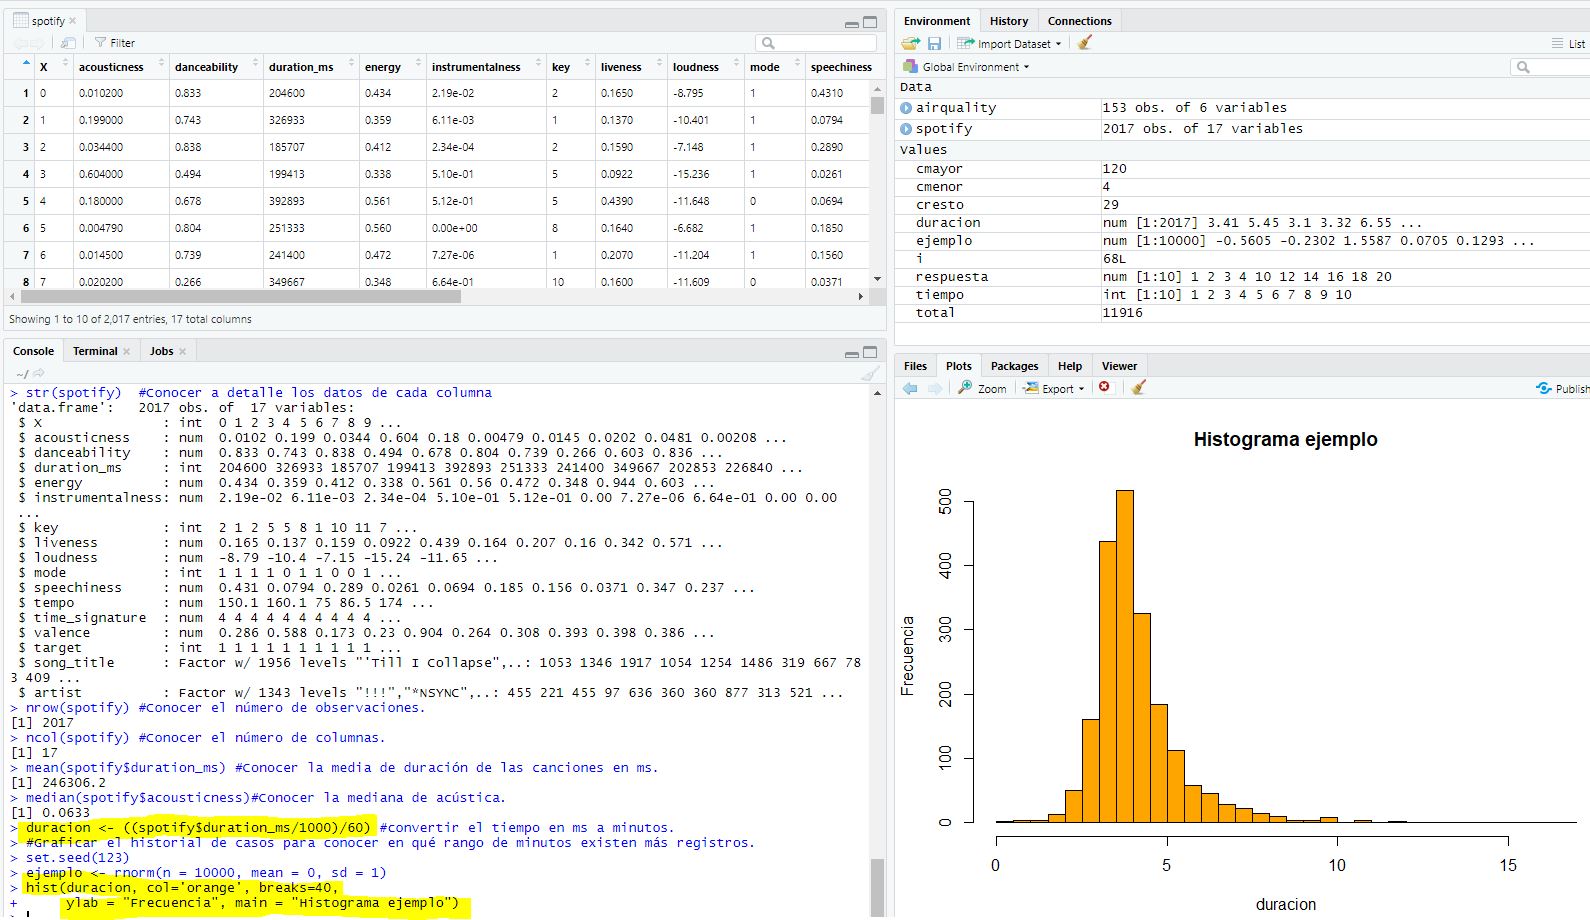 spotify
Filter
X acousticness danceability duration_ms energy instrumentalness key liveness loudness mode speechiness
1 0 0.010200 0.833 204600 0.434 2.19e-02 2 0.1650 -8.795 1 0.4310
2 1 0.199000 0.743 326933 0.359 6.11e-03 1 0.1370 -10.401 1 0.0794
3 2 0.034400 0.838 185707 0.412 2.34e-04 2 0.1590 -7.148 1 0.2890
4 3 0.604000 0.494 199413 0.338 5.10e-01 5 0.0922 -15.236 1 0.0261
5 4 0.180000 0.678 392893 0.561 5.12e-01 5 0.4390 -11.648 0 0.0694
6 5 0.004790 0.804 251333 0.560 0.00e+00 8 0.1640 -6.682 1 0.1850
7 6 0.014500 0.739 241400 0.472 7.27e-06 1 0.2070 -11.204 1 0.1560
8 7 0.020200 0.266 349667 0.348 6.64e-01 10 0.1600 -11.609 0 0.0371
Showing 1 to 10 of 2,017 entries, 17 total columns
Console Terminal Jobs
~/
> str(spotify)  #Conocer a detalle los datos de cada columna
'data.frame':   2017 obs. of  17 variables:
 $ X               : int  0 1 2 3 4 5 6 7 8 9 ...
 $ acousticness    : num  0.0102 0.199 0.0344 0.604 0.18 0.00479 0.0145 0.0202 0.0481 0.00208 ...
 $ danceability    : num  0.833 0.743 0.838 0.494 0.678 0.804 0.739 0.266 0.603 0.836 ...
 $ duration_ms     : int  204600 326933 185707 199413 392893 251333 241400 349667 202853 226840 ...
 $ energy          : num  0.434 0.359 0.412 0.338 0.561 0.56 0.472 0.348 0.944 0.603 ...
 $ instrumentalness: num  2.19e-02 6.11e-03 2.34e-04 5.10e-01 5.12e-01 0.00 7.27e-06 6.64e-01 0.00 0.00
...
 $ key             : int  2 1 2 5 5 8 1 10 11 7 ...
 $ liveness        : num  0.165 0.137 0.159 0.0922 0.439 0.164 0.207 0.16 0.342 0.571 ...
 $ loudness        : num  -8.79 -10.4 -7.15 -15.24 -11.65 ...
 $ mode            : int  1 1 1 1 0 1 1 0 0 1 ...
 $ speechiness     : num  0.431 0.0794 0.289 0.0261 0.0694 0.185 0.156 0.0371 0.347 0.237 ...
 $ tempo           : num  150.1 160.1 75 86.5 174 ...
 $ time_signature  : num  4 4 4 4 4 4 4 4 4 4 ...
 $ valence         : num  0.286 0.588 0.173 0.23 0.904 0.264 0.308 0.393 0.398 0.386 ...
 $ target          : int  1 1 1 1 1 1 1 1 1 1 ...
 $ song_title      : Factor w/ 1956 levels "'Till I Collapse",..: 1053 1346 1917 1054 1254 1486 319 667 78
3 409 ...
 $ artist          : Factor w/ 1343 levels "!!!","*NSYNC",..: 455 221 455 97 636 360 360 877 313 521 ...
> nrow(spotify) #Conocer el número de observaciones.
[1] 2017
> ncol(spotify) #Conocer el número de columnas.
[1] 17
> mean(spotify$duration_ms) #Conocer la media de duración de las canciones en ms.
[1] 246306.2
> median(spotify$acousticness)#Conocer la mediana de acústica.
[1] 0.0633
> duracion <- ((spotify$duration_ms/1000)/60) #convertir el tiempo en ms a minutos.
> #Graficar el historial de casos para conocer en qué rango de minutos existen más registros.
> set.seed(123)
> ejemplo <- rnorm(n = 10000, mean = 0, sd = 1)
> hist(duracion, col='orange', breaks=40,
+      ylab = "Frecuencia", main = "Histograma ejemplo")
Environment History Connections
Import Dataset List
Global Environment
Data
airquality 153 obs. of 6 variables
spotify 2017 obs. of 17 variables
Values
cmayor 120
cmenor 4
cresto 29
duracion num [1:2017] 3.41 5.45 3.1 3.32 6.55 ...
ejemplo num [1:10000] -0.5605 -0.2302 1.5587 0.0705 0.1293 ...
i 68L
respuesta num [1:10] 1 2 3 4 10 12 14 16 18 20
tiempo int [1:10] 1 2 3 4 5 6 7 8 9 10
total 11916
Files Plots Packages Help Viewer
Zoom Export Publish
Histograma ejemplo
Frecuencia
500
400
300
200
100
0
0 5 10 15
duracion